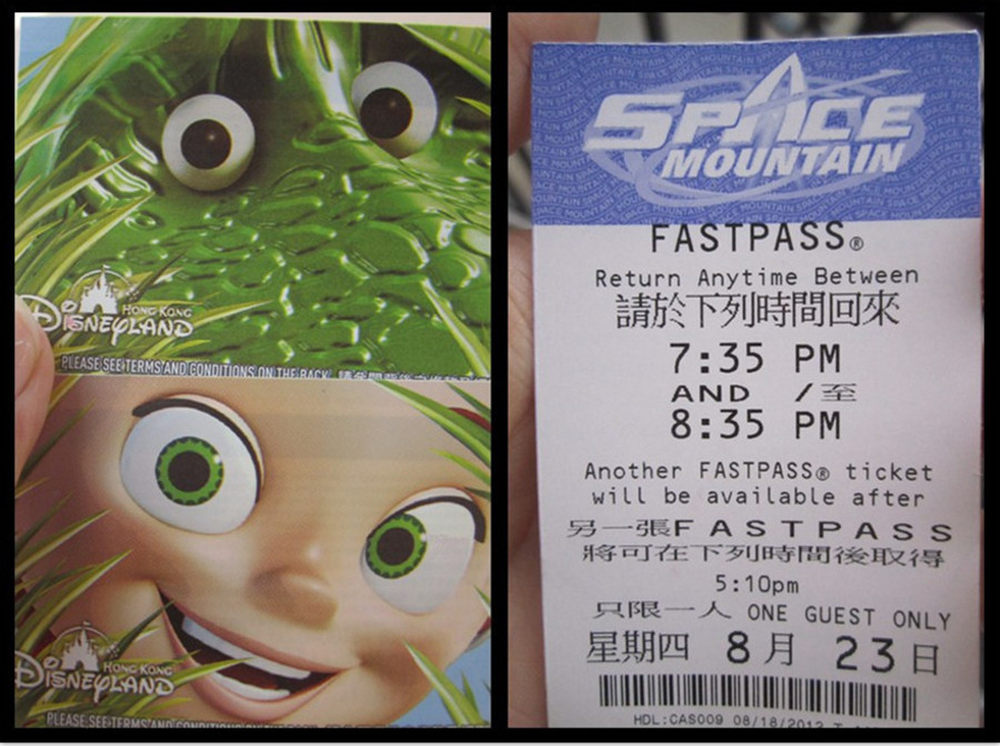 HONG KONG
DISNEYLAND
PLEASE SEE TERMS AND CONDITIONS ON THE BACK
HONG KONG
DISNEYLAND
PLEASE SEE TERMS AND CONDITIONS
SPACE
MOUNTAIN
FASTPASS®
Return Anytime Between
請於下列時間回來
7:35 PM
AND /至
8:35 PM
Another FASTPASS® ticket
will be available after
另一張FASTPASS
將可在下列時間後取得
5:10pm
只限一人 ONE GUEST ONLY
星期四 8月 23日
HDL:CAS009 08/18/2012